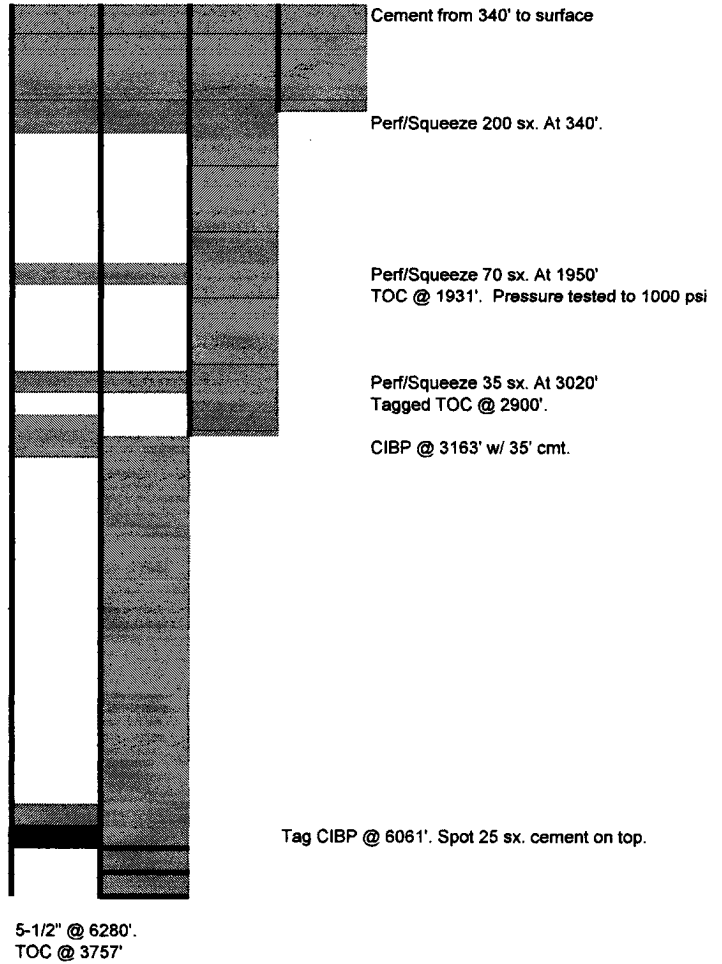 Cement from 340' to surface
Perf/Squeeze 200 sx. At 340'.
Perf/Squeeze 70 sx. At 1950'
TOC @ 1931'. Pressure tested to 1000 psi
Perf/Squeeze 35 sx. At 3020'
Tagged TOC @ 2900'.
CIBP @ 3163' w/ 35' cmt.
Tag CIBP @ 6061'. Spot 25 sx. cement on top.
5-1/2" @ 6280'.
TOC @ 3757'